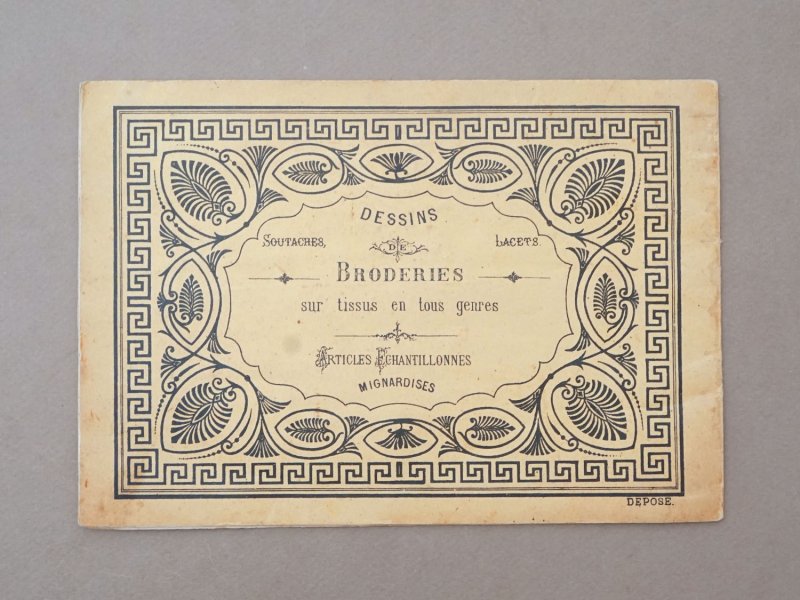 DESSINS
SOUTACHES, DE LACETS
BRODERIES
sur tissus en tous genres
ARTICLES ECHANTILLONNES
MIGNARDISES
DEPOSE.